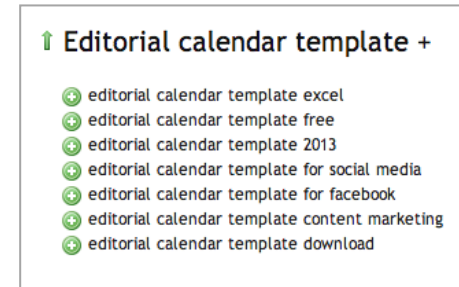 Editorial calendar template +
editorial calendar template excel
editorial calendar template free
editorial calendar template 2013
editorial calendar template for social media
editorial calendar template for facebook
editorial calendar template content marketing
editorial calendar template download